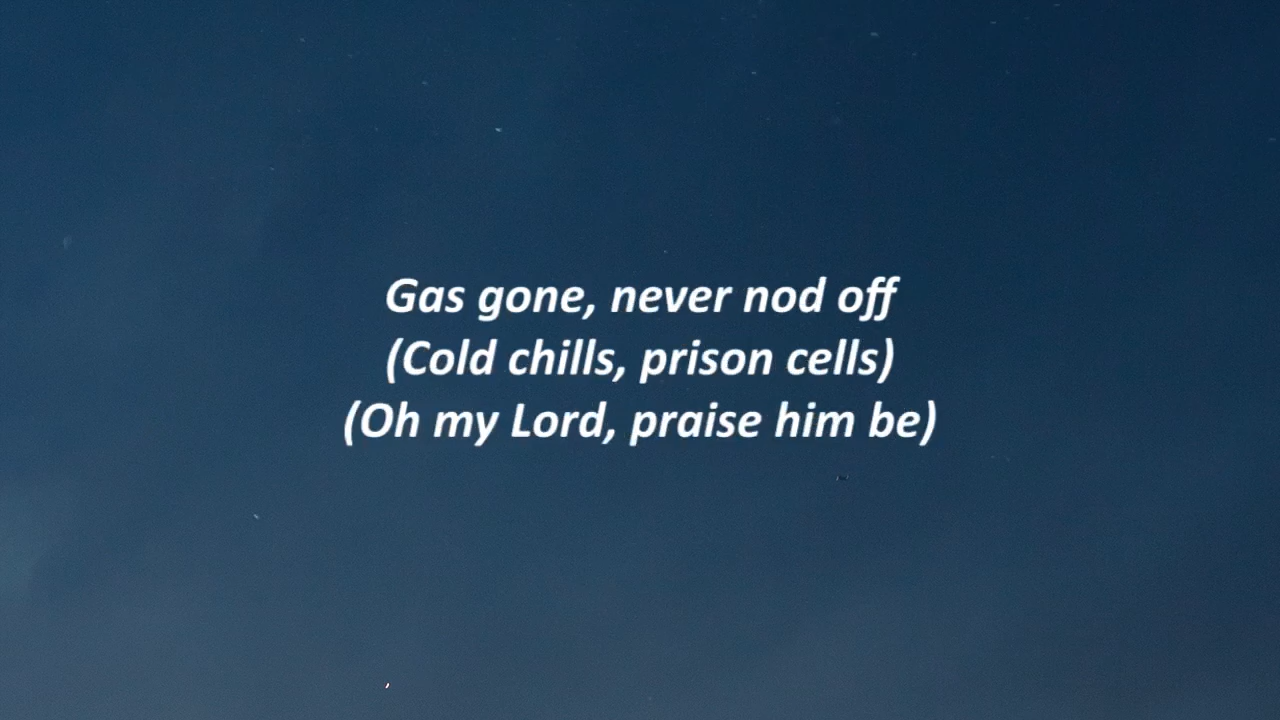 Gas gone, never nod off
(Cold chills, prison cells)
(Oh my Lord, praise him be)